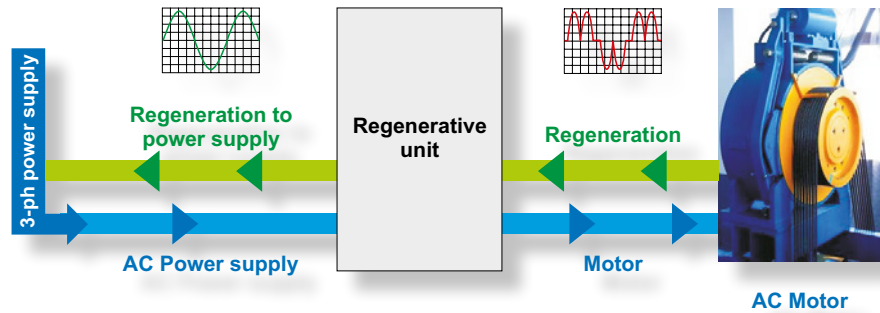 3-ph power supply
Regeneration to
power supply
AC Power supply
Regenerative
unit
Regeneration
Motor
AC Motor